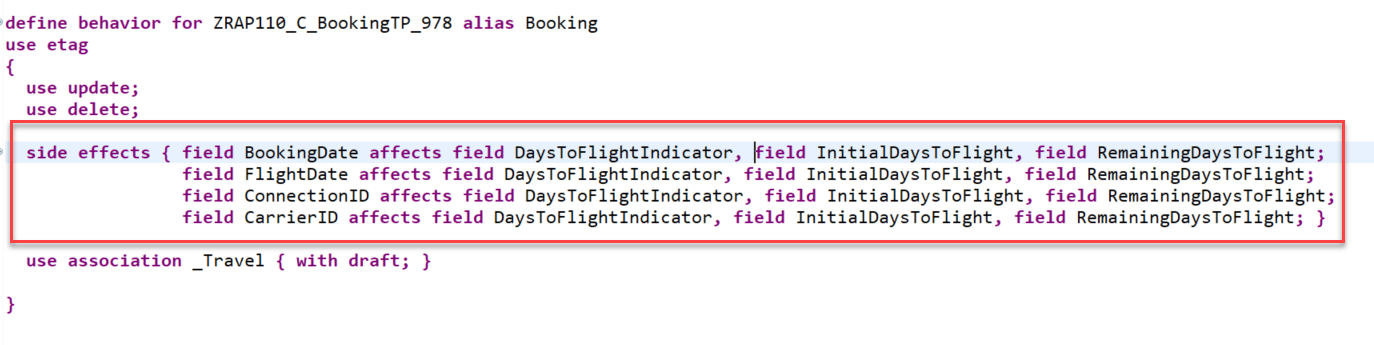 define behavior for ZRAP110_C_BookingTP_978 alias Booking
use etag
{
use update;
use delete;
side effects { field BookingDate affects field DaysToFlightIndicator, field InitialDaysToFlight, field RemainingDaysToFlight;
field FlightDate affects field DaysToFlightIndicator, field InitialDaysToFlight, field RemainingDaysToFlight;
field ConnectionID affects field DaysToFlightIndicator, field InitialDaysToFlight, field RemainingDaysToFlight;
field CarrierID affects field DaysToFlightIndicator, field InitialDaysToFlight, field RemainingDaysToFlight; }
use association _Travel { with draft; }
}